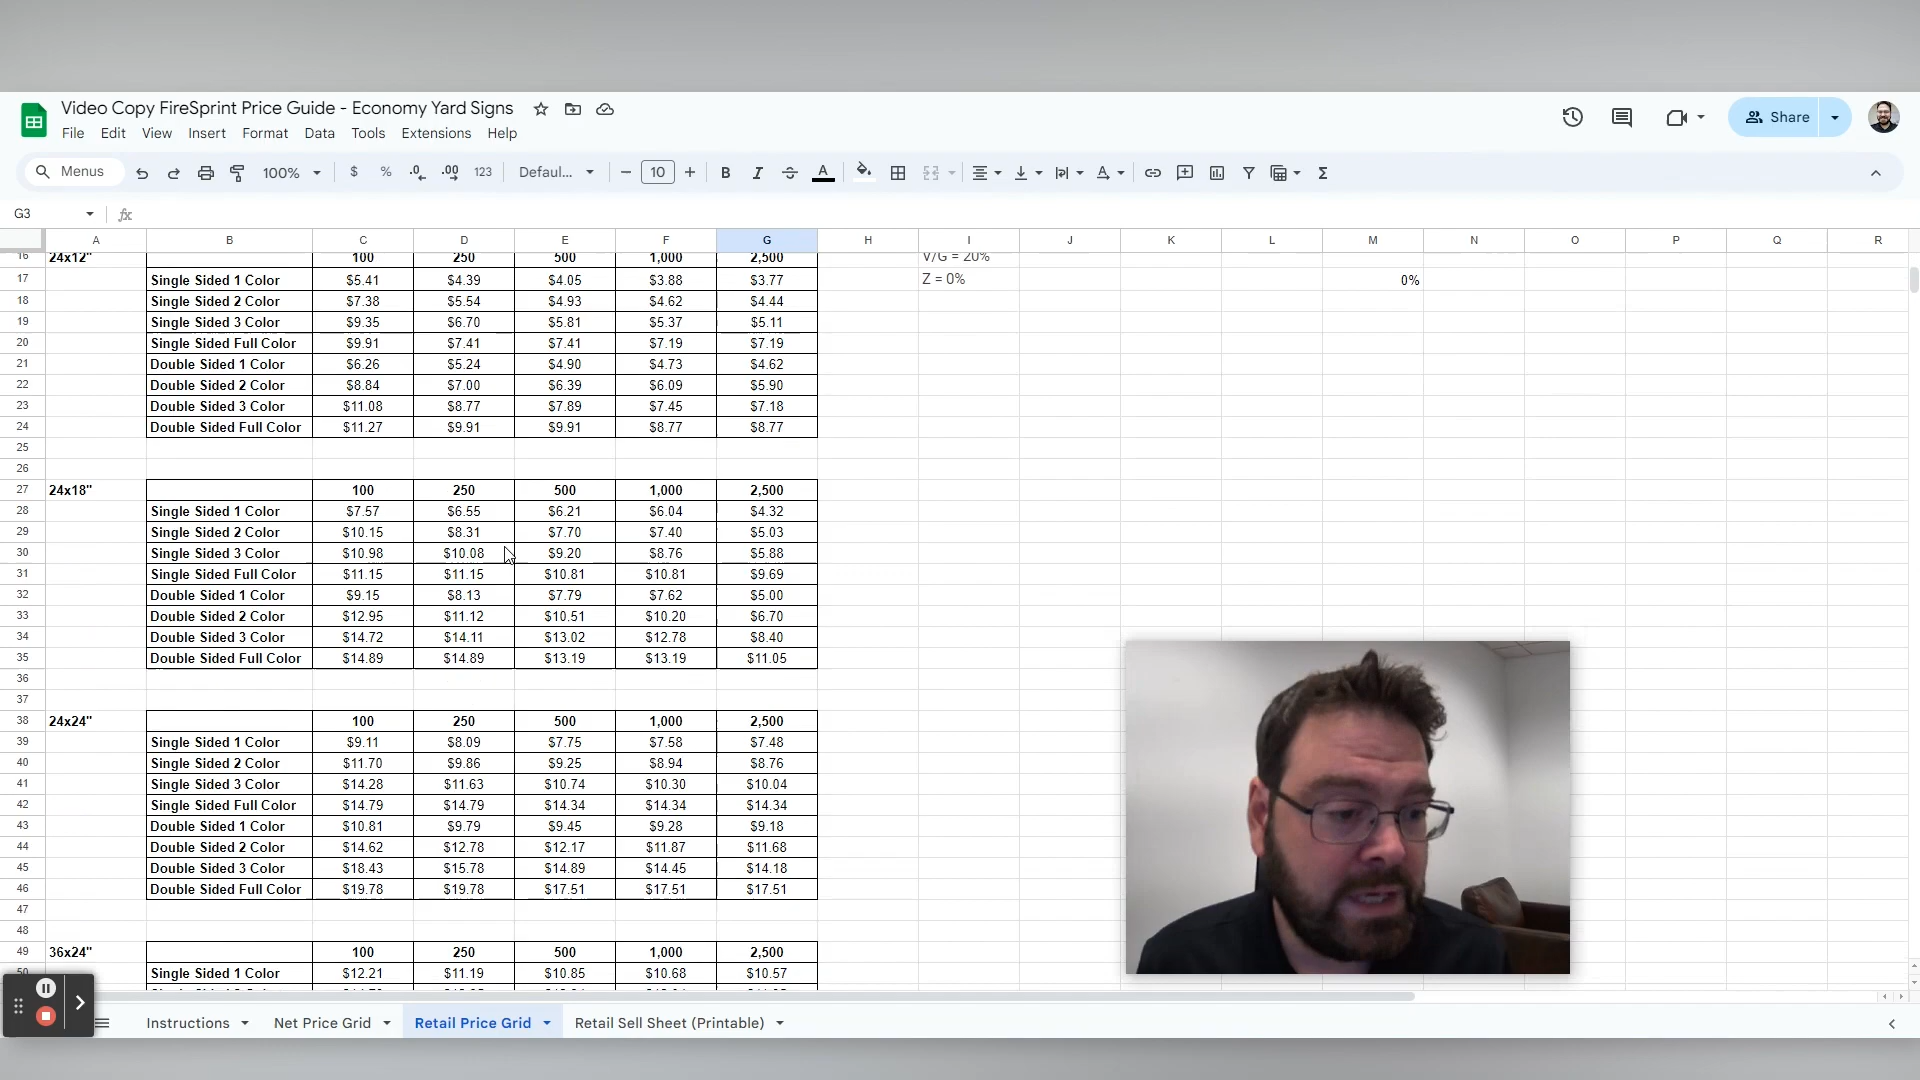 Video Copy FireSprint Price Guide - Economy Yard Signs
File Edit View Insert Format Data Tools Extensions Help
Share
Menus 100% $ % .0 .00 123 Defaul... 10 B I A
G3 fx
A B C D E F G H I J K L M N O P Q R
16 24x12" 100 250 500 1,000 2,500 V/G = 20%
17 Single Sided 1 Color $5.41 $4.39 $4.05 $3.88 $3.77 Z = 0% 0%
18 Single Sided 2 Color $7.38 $5.54 $4.93 $4.62 $4.44
19 Single Sided 3 Color $9.35 $6.70 $5.81 $5.37 $5.11
20 Single Sided Full Color $9.91 $7.41 $7.41 $7.19 $7.19
21 Double Sided 1 Color $6.26 $5.24 $4.90 $4.73 $4.62
22 Double Sided 2 Color $8.84 $7.00 $6.39 $6.09 $5.90
23 Double Sided 3 Color $11.08 $8.77 $7.89 $7.45 $7.18
24 Double Sided Full Color $11.27 $9.91 $9.91 $8.77 $8.77
25
26
27 24x18" 100 250 500 1,000 2,500
28 Single Sided 1 Color $7.57 $6.55 $6.21 $6.04 $4.32
29 Single Sided 2 Color $10.15 $8.31 $7.70 $7.40 $5.03
30 Single Sided 3 Color $10.98 $10.08 $9.20 $8.76 $5.88
31 Single Sided Full Color $11.15 $11.15 $10.81 $10.81 $9.69
32 Double Sided 1 Color $9.15 $8.13 $7.79 $7.62 $5.00
33 Double Sided 2 Color $12.95 $11.12 $10.51 $10.20 $6.70
34 Double Sided 3 Color $14.72 $14.11 $13.02 $12.78 $8.40
35 Double Sided Full Color $14.89 $14.89 $13.19 $13.19 $11.05
36
37
38 24x24" 100 250 500 1,000 2,500
39 Single Sided 1 Color $9.11 $8.09 $7.75 $7.58 $7.48
40 Single Sided 2 Color $11.70 $9.86 $9.25 $8.94 $8.76
41 Single Sided 3 Color $14.28 $11.63 $10.74 $10.30 $10.04
42 Single Sided Full Color $14.79 $14.79 $14.34 $14.34 $14.34
43 Double Sided 1 Color $10.81 $9.79 $9.45 $9.28 $9.18
44 Double Sided 2 Color $14.62 $12.78 $12.17 $11.87 $11.68
45 Double Sided 3 Color $18.43 $15.78 $14.89 $14.45 $14.18
46 Double Sided Full Color $19.78 $19.78 $17.51 $17.51 $17.51
47
48
49 36x24" 100 250 500 1,000 2,500
50 Single Sided 1 Color $12.21 $11.19 $10.85 $10.68 $10.57
Instructions Net Price Grid Retail Price Grid Retail Sell Sheet (Printable)